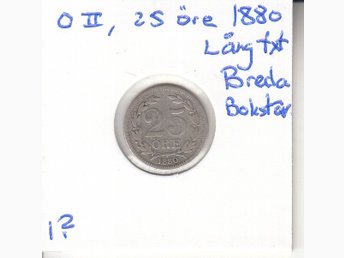 O II, 25 öre 1880
Lång txt
Breda
Bokstäv
25
ÖRE
1880
1?